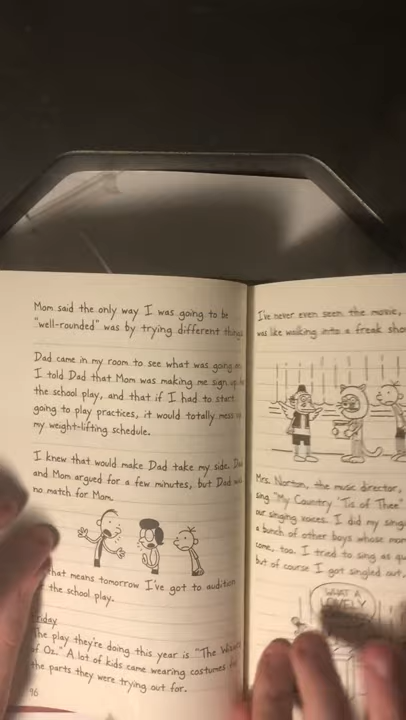 Mom said the only way I was going to be
"well-rounded" was by trying different things
Dad came in my room to see what was going on
I told Dad that Mom was making me sign up
the school play, and that if I had to start
going to play practices, it would totally mess up
my weight-lifting schedule.
I knew that would make Dad take my side. Dad
and Mom argued for a few minutes, but Dad was
no match for Mom.
that means tomorrow I've got to audition
the school play.
Friday
The play they're doing this year is "The Wizard
of Oz." A lot of kids came wearing costumes
the parts they were trying out for.
96
I've never even seen the movie,
was like walking into a freak show
Mrs. Norton, the music director,
sing "My Country 'Tis of Thee"
our singing voices. I did my
a bunch of other boys whose
come, too. I tried to sing as
but of course I got singled out.
WHAT A
LOVELY